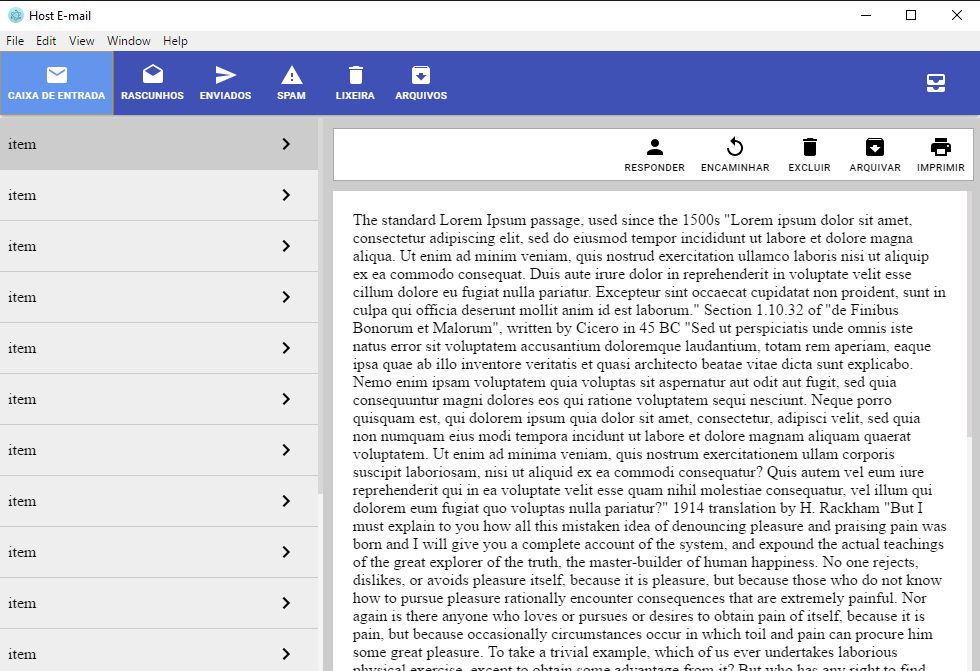 Host E-mail
File Edit View Window Help
CAIXA DE ENTRADA RASCUNHOS ENVIADOS SPAM LIXEIRA ARQUIVOS
item
item
item
item
item
item
item
item
item
item
item
RESPONDER ENCAMINHAR EXCLUIR ARQUIVAR IMPRIMIR
The standard Lorem Ipsum passage, used since the 1500s "Lorem ipsum dolor sit amet,
consectetur adipiscing elit, sed do eiusmod tempor incididunt ut labore et dolore magna
aliqua. Ut enim ad minim veniam, quis nostrud exercitation ullamco laboris nisi ut aliquip
ex ea commodo consequat. Duis aute irure dolor in reprehenderit in voluptate velit esse
cillum dolore eu fugiat nulla pariatur. Excepteur sint occaecat cupidatat non proident, sunt in
culpa qui officia deserunt mollit anim id est laborum." Section 1.10.32 of "de Finibus
Bonorum et Malorum", written by Cicero in 45 BC "Sed ut perspiciatis unde omnis iste
natus error sit voluptatem accusantium doloremque laudantium, totam rem aperiam, eaque
ipsa quae ab illo inventore veritatis et quasi architecto beatae vitae dicta sunt explicabo.
Nemo enim ipsam voluptatem quia voluptas sit aspernatur aut odit aut fugit, sed quia
consequuntur magni dolores eos qui ratione voluptatem sequi nesciunt. Neque porro
quisquam est, qui dolorem ipsum quia dolor sit amet, consectetur, adipisci velit, sed quia
non numquam eius modi tempora incidunt ut labore et dolore magnam aliquam quaerat
voluptatem. Ut enim ad minima veniam, quis nostrum exercitationem ullam corporis
suscipit laboriosam, nisi ut aliquid ex ea commodi consequatur? Quis autem vel eum iure
reprehenderit qui in ea voluptate velit esse quam nihil molestiae consequatur, vel illum qui
dolorem eum fugiat quo voluptas nulla pariatur?" 1914 translation by H. Rackham "But I
must explain to you how all this mistaken idea of denouncing pleasure and praising pain was
born and I will give you a complete account of the system, and expound the actual teachings
of the great explorer of the truth, the master-builder of human happiness. No one rejects,
dislikes, or avoids pleasure itself, because it is pleasure, but because those who do not know
how to pursue pleasure rationally encounter consequences that are extremely painful. Nor
again is there anyone who loves or pursues or desires to obtain pain of itself, because it is
pain, but because occasionally circumstances occur in which toil and pain can procure him
some great pleasure. To take a trivial example, which of us ever undertakes laborious
physical exercise, except to obtain some advantage from it? But who has any right to find